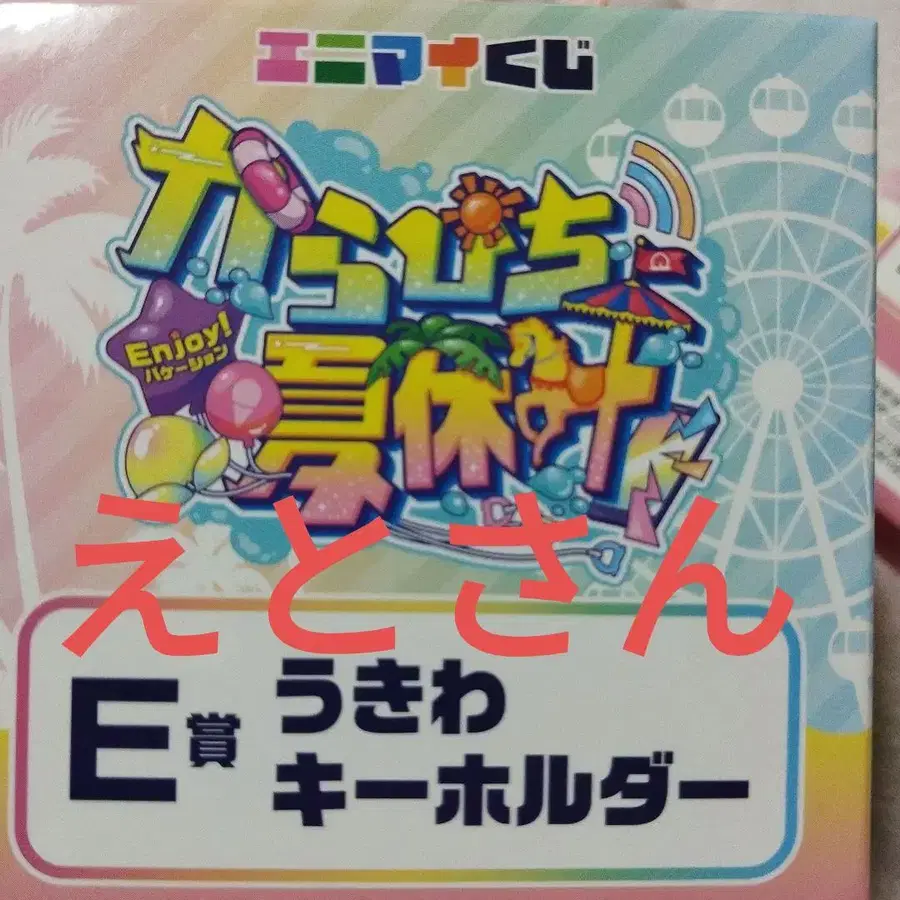 エニマイくじ
からぴち
Enjoy!
バケーション
夏休み
えとさん
E賞
うきわ
キーホルダー